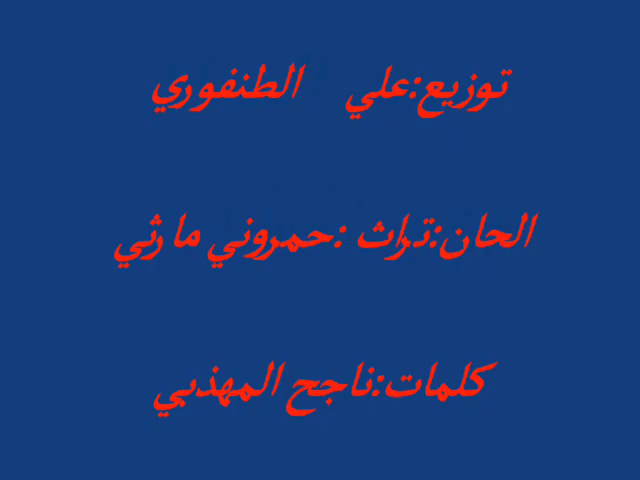 توزيع:علي الطنفوري
الحان:تراث :حمروني ما رثي
كلمات:ناجح المهذبي